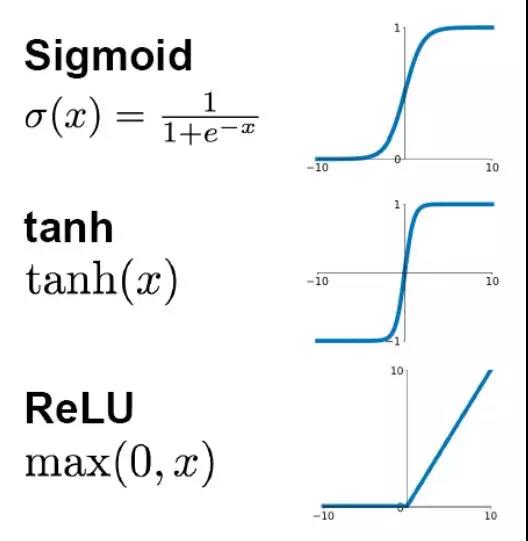 Sigmoid
σ(x) = 1/(1+e^{-x})
1
0
-10 10
tanh
tanh(x)
1
-10 10
-1
ReLU
max(0, x)
10
0
-10 10